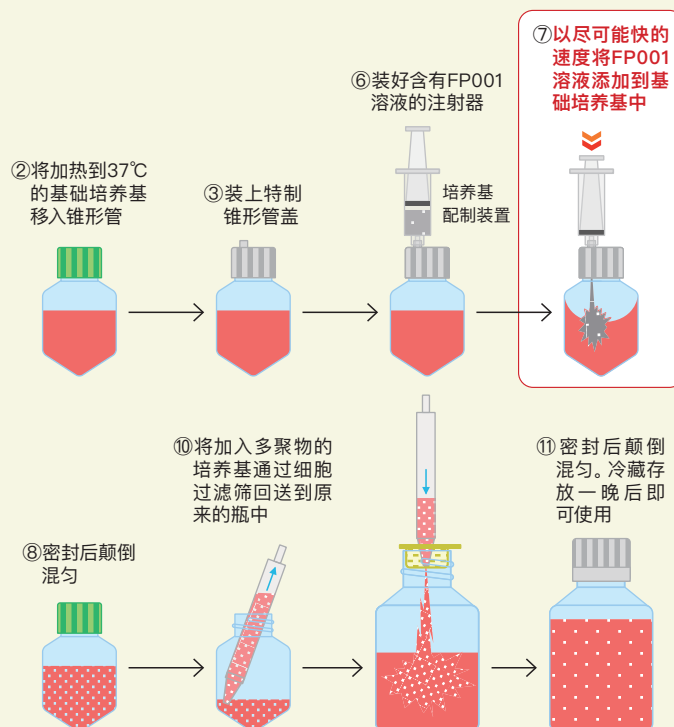 ②将加热到37℃
的基础培养基
移入锥形管
③装上特制
锥形管盖
⑥装好含有FP001
溶液的注射器
培养基
配制装置
⑦以尽可能快的
速度将FP001
溶液添加到基
础培养基中
⑧密封后颠倒
混匀
⑩将加入多聚物的
培养基通过细胞
过滤筛回送到原
来的瓶中
⑪密封后颠倒
混匀。冷藏存
放一晚后即
可使用